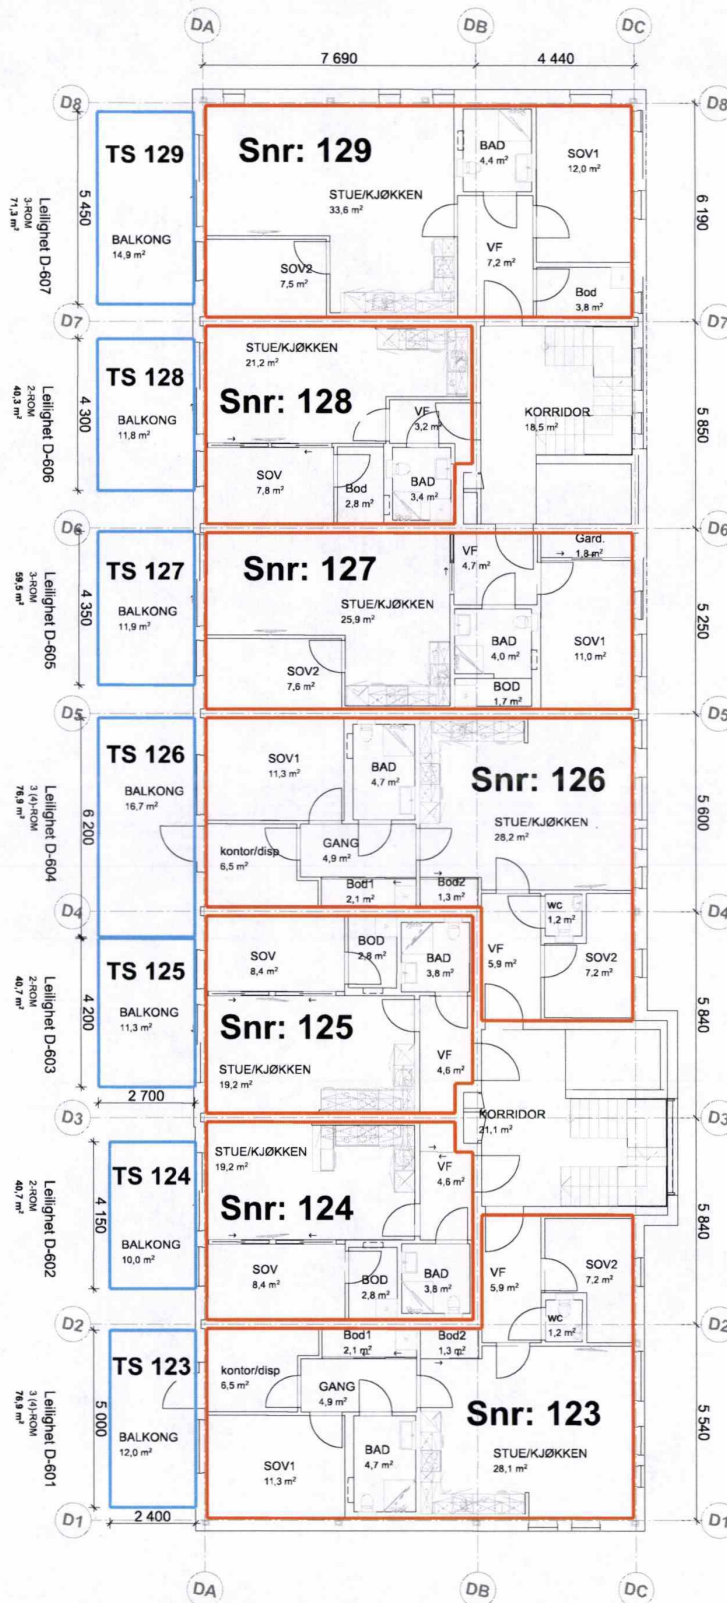 DA
DB
DC
7 690
4 440
D8
D8
TS 129
Snr: 129
BAD
4,4 m²
SOV1
12,0 m²
STUE/KJØKKEN
33,6 m²
5 450
6 190
Leilighet D-607
3-ROM
71,3 m²
BALKONG
14,9 m²
VF
7,2 m²
SOV2
7,5 m²
Bod
3,8 m²
D7
D7
STUE/KJØKKEN
21,2 m²
TS 128
Snr: 128
VF
3,2 m²
KORRIDOR
18,5 m²
BALKONG
11,8 m²
4 300
5 850
Leilighet D-606
2-ROM
40,3 m²
SOV
7,8 m²
Bod
2,8 m²
BAD
3,4 m²
D6
D6
TS 127
Snr: 127
VF
4,7 m²
Gard.
1,8 m²
STUE/KJØKKEN
25,9 m²
BALKONG
11,9 m²
4 350
5 250
Leilighet D-605
3-ROM
59,5 m²
SOV2
7,6 m²
BAD
4,0 m²
SOV1
11,0 m²
BOD
1,7 m²
D5
D5
TS 126
SOV1
11,3 m²
BAD
4,7 m²
Snr: 126
BALKONG
16,7 m²
STUE/KJØKKEN
28,2 m²
6 200
5 600
Leilighet D-604
3 (4)-ROM
76,9 m²
kontor/disp
6,5 m²
GANG
4,9 m²
Bod1
2,1 m²
Bod2
1,3 m²
D4
D4
wc
1,2 m²
TS 125
SOV
8,4 m²
BOD
2,8 m²
BAD
3,8 m²
VF
5,9 m²
SOV2
7,2 m²
BALKONG
11,3 m²
Snr: 125
4 200
5 840
Leilighet D-603
2-ROM
40,7 m²
STUE/KJØKKEN
19,2 m²
VF
4,6 m²
2 700
D3
D3
KORRIDOR
21,1 m²
STUE/KJØKKEN
19,2 m²
VF
4,6 m²
TS 124
Snr: 124
4 150
5 840
Leilighet D-602
2-ROM
40,7 m²
BALKONG
10,0 m²
SOV
8,4 m²
BOD
2,8 m²
BAD
3,8 m²
VF
5,9 m²
SOV2
7,2 m²
wc
1,2 m²
D2
D2
Bod1
2,1 m²
Bod2
1,3 m²
TS 123
kontor/disp
6,5 m²
GANG
4,9 m²
Snr: 123
BALKONG
12,0 m²
5 000
5 540
Leilighet D-601
3 (4)-ROM
76,9 m²
SOV1
11,3 m²
BAD
4,7 m²
STUE/KJØKKEN
28,1 m²
2 400
D1
D1
DA
DB
DC